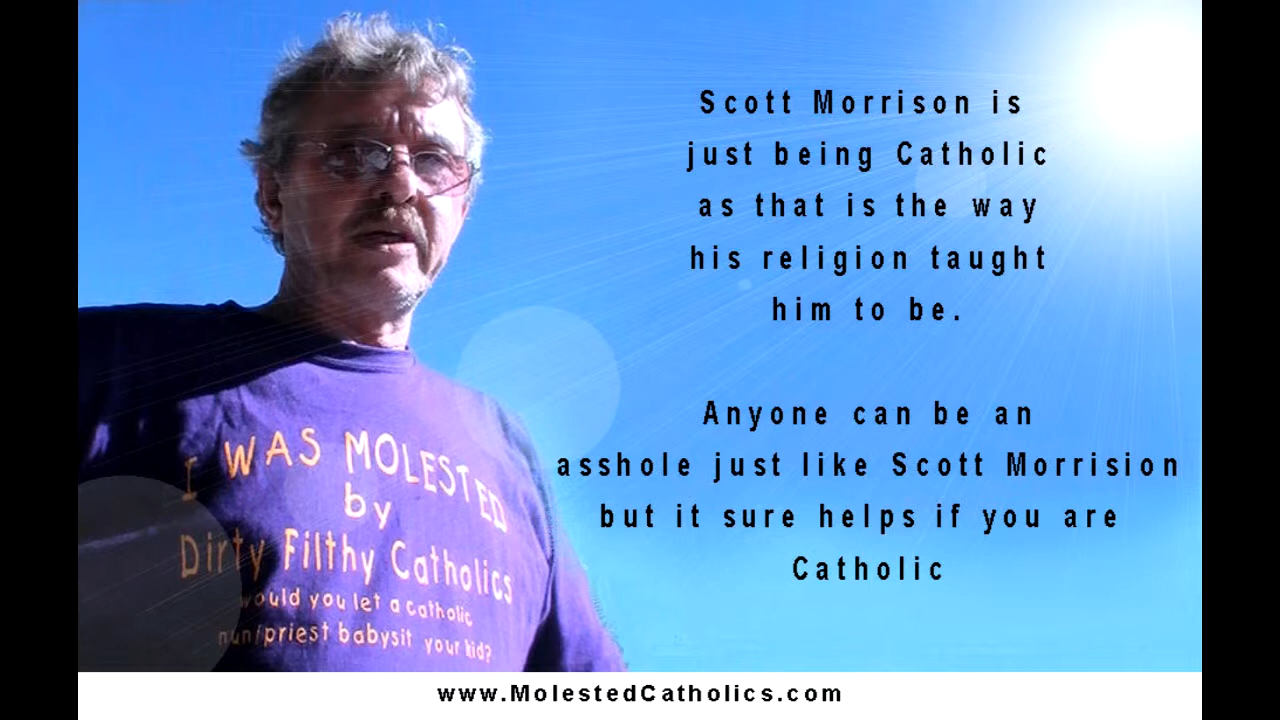 Scott Morrison is
just being Catholic
as that is the way
his religion taught
him to be.
Anyone can be an
asshole just like Scott Morrision
but it sure helps if you are
Catholic
I WAS MOLESTED
by
Dirty Filthy Catholics
would you let a catholic
nun/priest babysit your kid?
www.MolestedCatholics.com